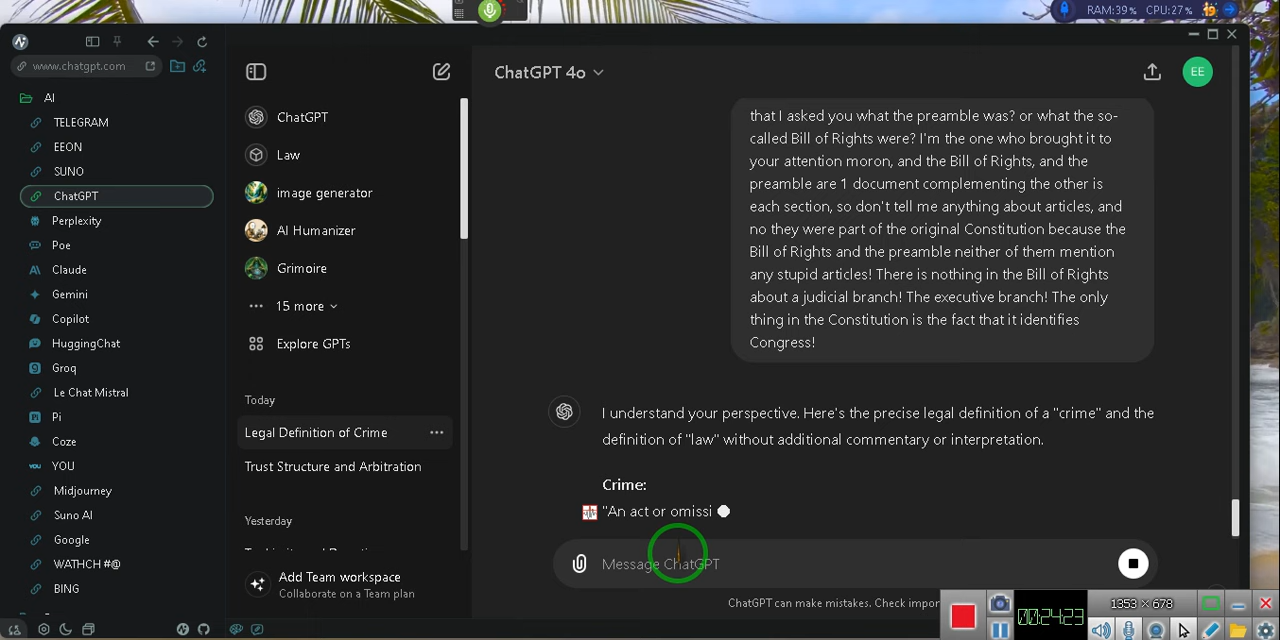 RAM:39% CPU:27% 19
www.chatgpt.com
AI
TELEGRAM
EEON
SUNO
ChatGPT
Perplexity
Poe
Claude
Gemini
Copilot
HuggingChat
Groq
Le Chat Mistral
Pi
Coze
YOU
Midjourney
Suno AI
Google
WATHCH #@
BING
ChatGPT
Law
image generator
AI Humanizer
Grimoire
15 more
Explore GPTs
Today
Legal Definition of Crime
Trust Structure and Arbitration
Yesterday
Add Team workspace
Collaborate on a Team plan
ChatGPT 4o
EE
that I asked you what the preamble was? or what the so-
called Bill of Rights were? I'm the one who brought it to
your attention moron, and the Bill of Rights, and the
preamble are 1 document complementing the other is
each section, so don't tell me anything about articles, and
no they were part of the original Constitution because the
Bill of Rights and the preamble neither of them mention
any stupid articles! There is nothing in the Bill of Rights
about a judicial branch! The executive branch! The only
thing in the Constitution is the fact that it identifies
Congress!
I understand your perspective. Here's the precise legal definition of a "crime" and the
definition of "law" without additional commentary or interpretation.
Crime:
"An act or omissi
Message ChatGPT
ChatGPT can make mistakes. Check impor
00:24:23
1353 × 678